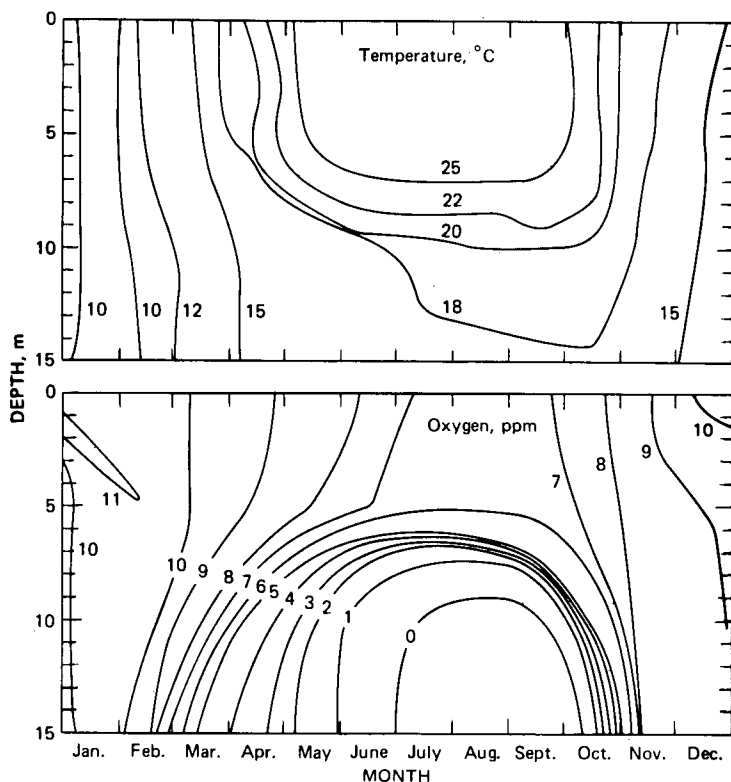 0
Temperature, °C
5
25
22
20
10
10
10
12
15
18
15
15
DEPTH, m
0
Oxygen, ppm
10
11
7
8
9
5
10
10
9
8
7
6
5
4
3
2
1
0
10
15
Jan.
Feb.
Mar.
Apr.
May
June
July
Aug.
Sept.
Oct.
Nov.
Dec.
MONTH